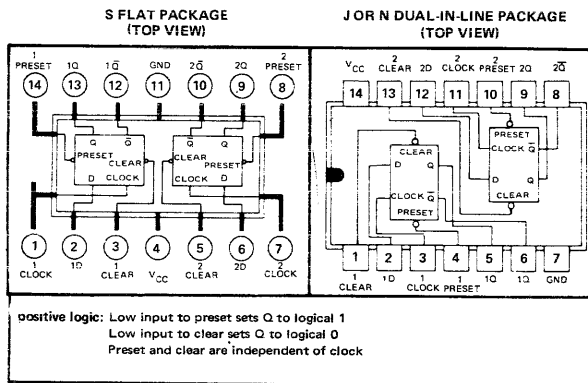 S FLAT PACKAGE
(TOP VIEW)
1
PRESET 1Q 1Q̅ GND 2Q̅ 2Q 2
PRESET
14 13 12 11 10 9 8
Q Q̅ Q̅ Q
PRESET CLEAR CLEAR PRESET
D CLOCK CLOCK D
1 2 3 4 5 6 7
1
CLOCK 1D 1
CLEAR VCC 2
CLEAR 2D 2
CLOCK
J OR N DUAL-IN-LINE PACKAGE
(TOP VIEW)
2 2 2
VCC CLEAR 2D CLOCK PRESET 2Q 2Q̅
14 13 12 11 10 9 8
PRESET
CLOCK Q̅
D Q
CLEAR
CLEAR
D Q
CLOCK Q̅
PRESET
1 2 3 4 5 6 7
1 1D 1 1 1Q 1Q̅ GND
CLEAR CLOCK PRESET
positive logic: Low input to preset sets Q to logical 1
Low input to clear sets Q to logical 0
Preset and clear are independent of clock